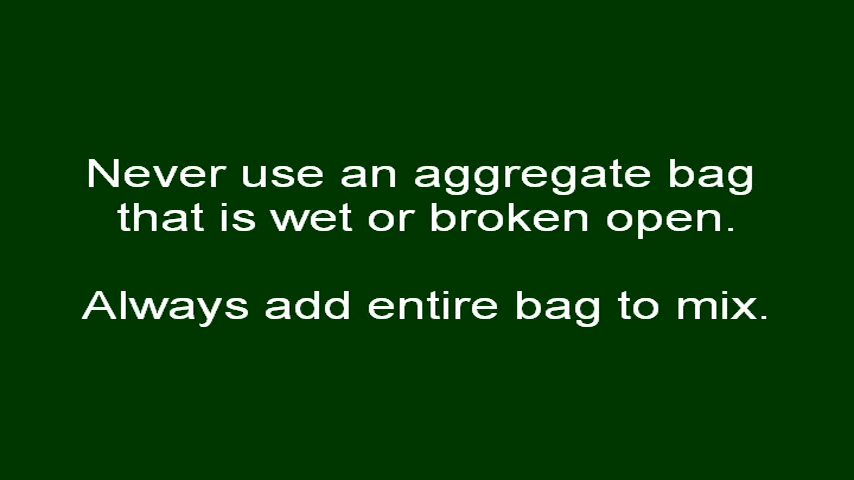 Never use an aggregate bag
that is wet or broken open.
Always add entire bag to mix.